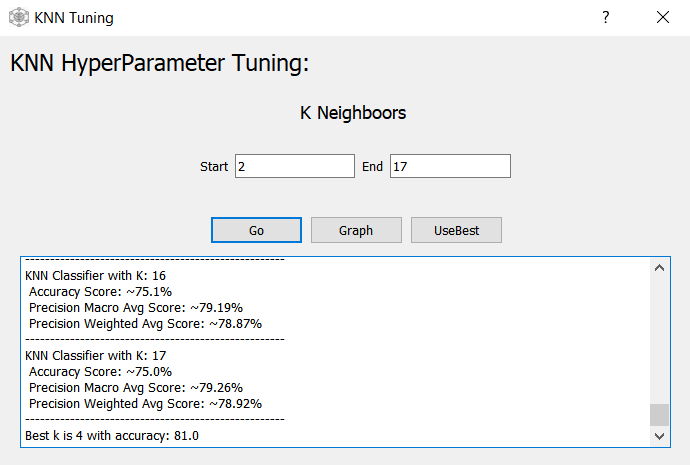 KNN Tuning
?
KNN HyperParameter Tuning:
K Neighboors
Start 2 End 17
Go Graph UseBest
----------------------------------------------------
KNN Classifier with K: 16
Accuracy Score: ~75.1%
Precision Macro Avg Score: ~79.19%
Precision Weighted Avg Score: ~78.87%
----------------------------------------------------
KNN Classifier with K: 17
Accuracy Score: ~75.0%
Precision Macro Avg Score: ~79.26%
Precision Weighted Avg Score: ~78.92%
----------------------------------------------------
Best k is 4 with accuracy: 81.0